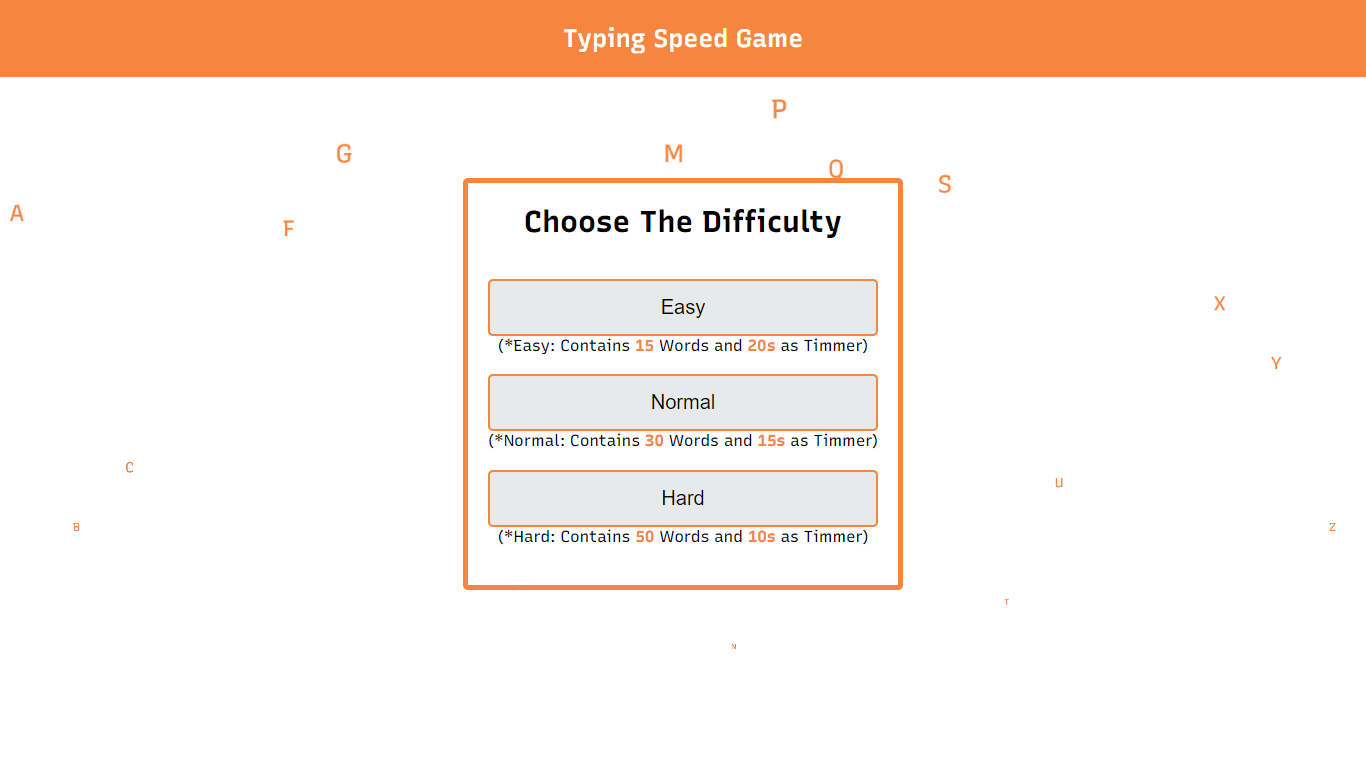 Typing Speed Game
P
G
M
Q
S
A
F
Choose The Difficulty
Easy
X
(*Easy: Contains 15 Words and 20s as Timmer)
Y
Normal
(*Normal: Contains 30 Words and 15s as Timmer)
C
U
Hard
B
Z
(*Hard: Contains 50 Words and 10s as Timmer)
T
N